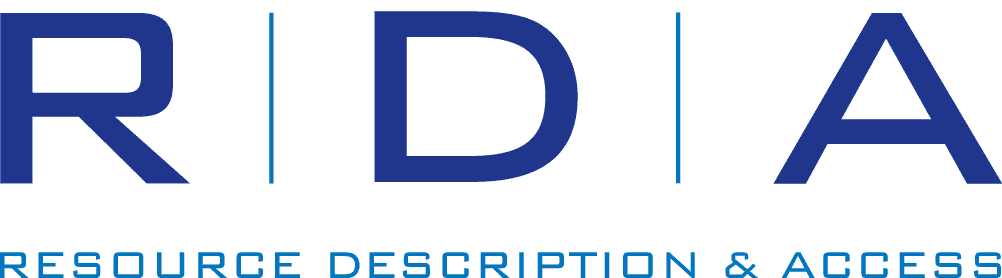 R|D|A
RESOURCE DESCRIPTION & ACCESS